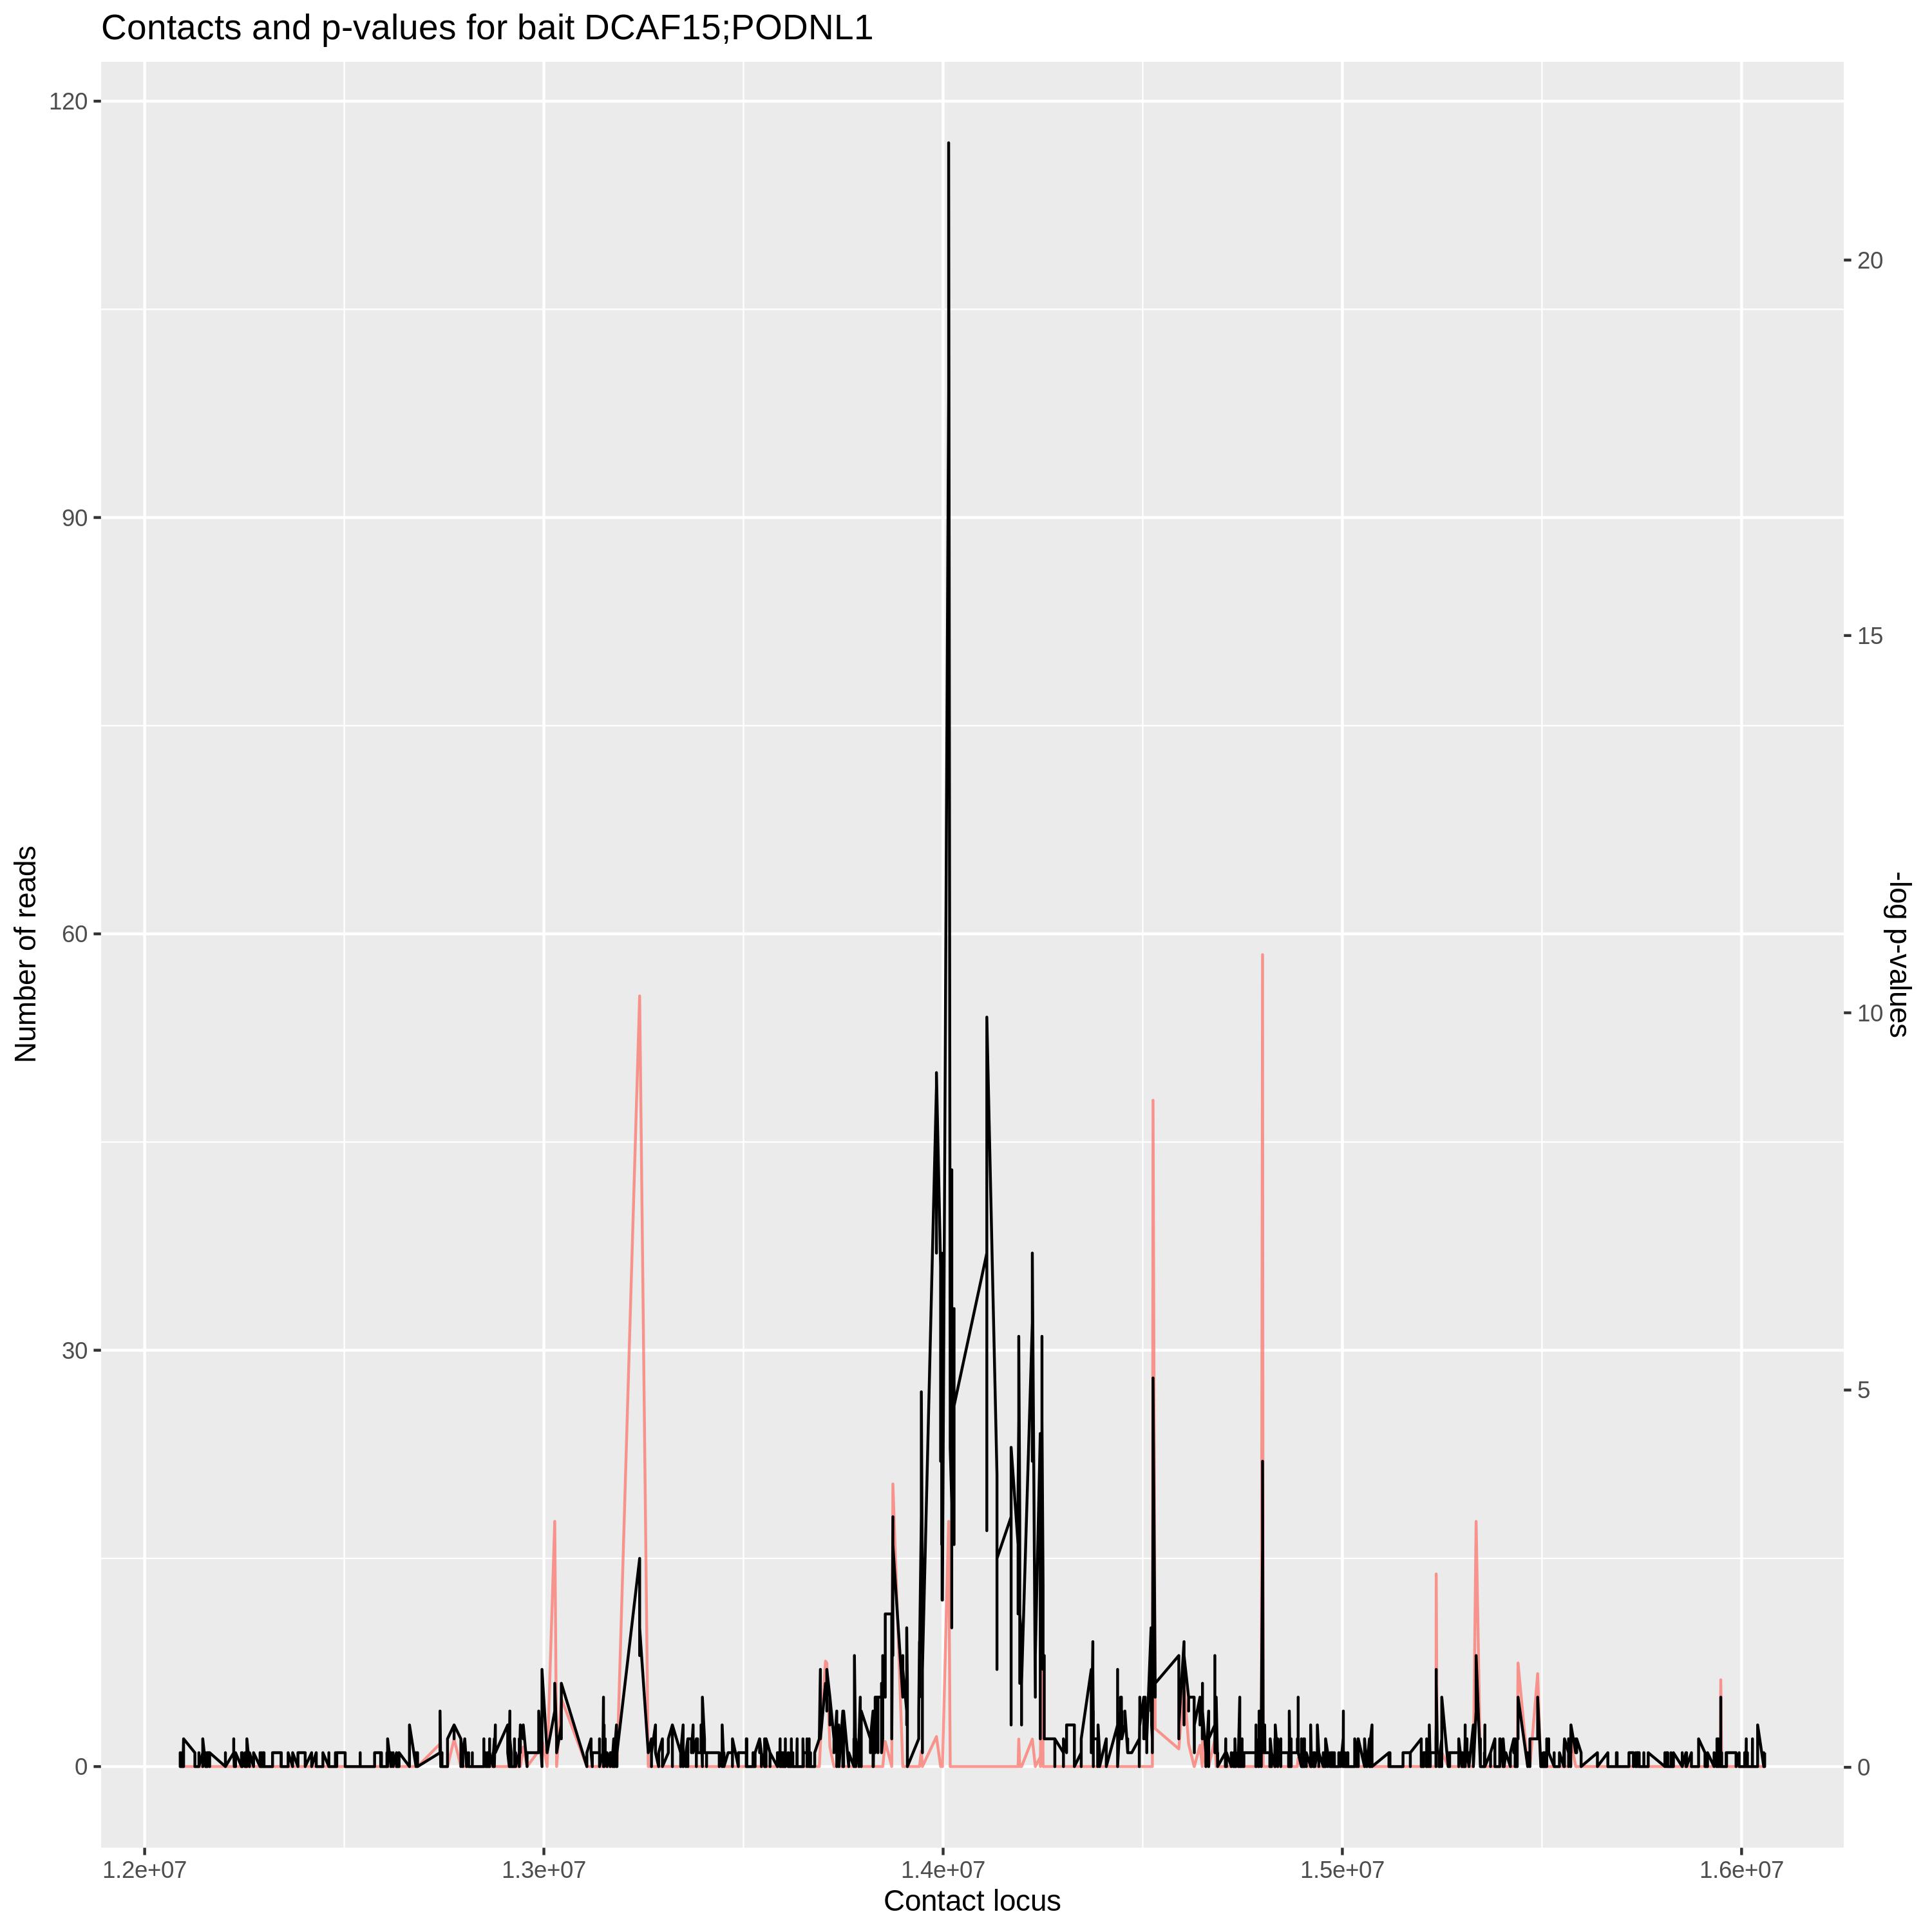 Contacts and p-values for bait DCAF15;PODNL1
120
90
60
30
0
Number of reads
20
15
10
5
0
-log p-values
1.2e+07
1.3e+07
1.4e+07
1.5e+07
1.6e+07
Contact locus